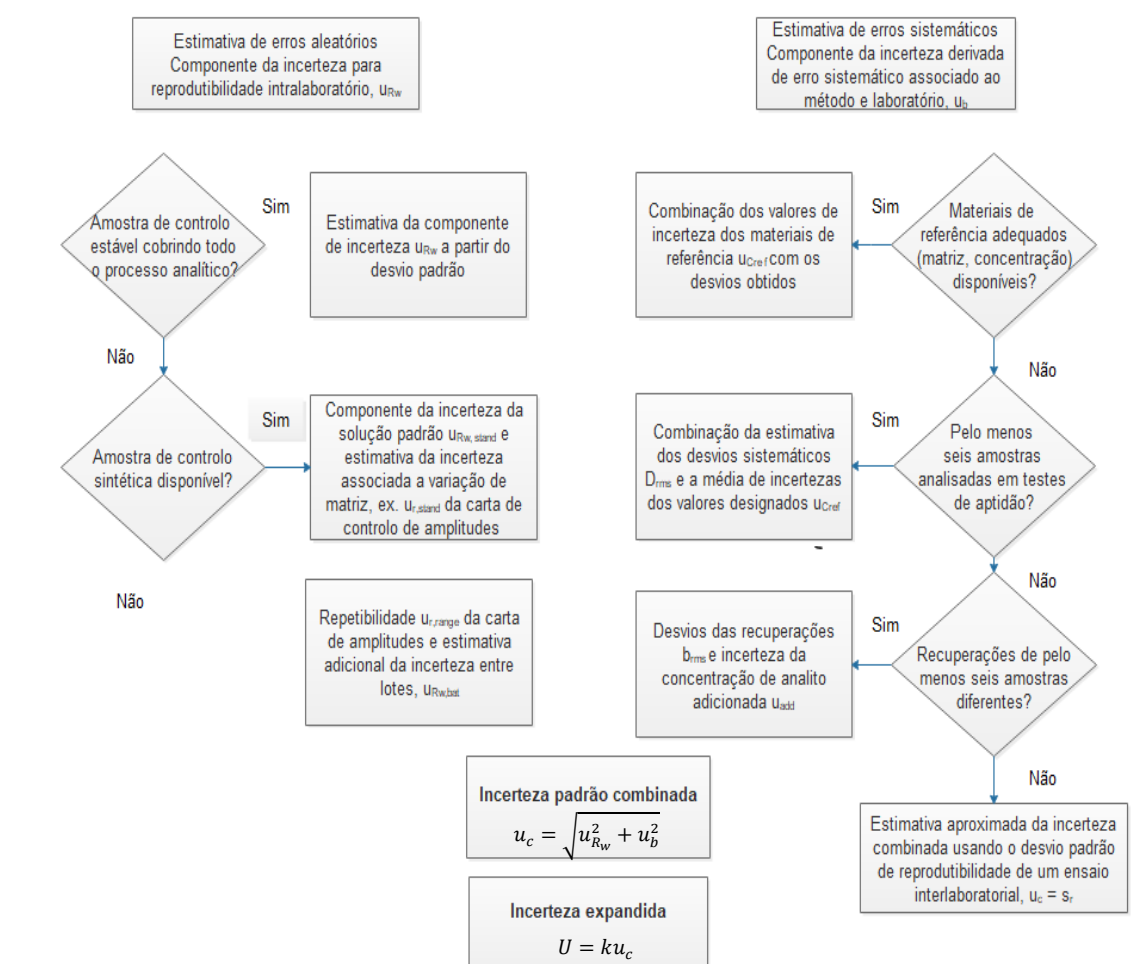 Estimativa de erros aleatórios
Componente da incerteza para
reprodutibilidade intralaboratório, uRw
Estimativa de erros sistemáticos
Componente da incerteza derivada
de erro sistemático associado ao
método e laboratório, ub
Amostra de controlo
estável cobrindo todo
o processo analítico?
Sim
Estimativa da componente
de incerteza uRw a partir do
desvio padrão
Combinação dos valores de
incerteza dos materiais de
referência uCref com os
desvios obtidos
Sim
Materiais de
referência adequados
(matriz, concentração)
disponíveis?
Não
Não
Amostra de controlo
sintética disponível?
Sim
Componente da incerteza da
solução padrão uRw, stand e
estimativa da incerteza
associada a variação de
matriz, ex. ur,stand da carta de
controlo de amplitudes
Combinação da estimativa
dos desvios sistemáticos
Drms e a média de incertezas
dos valores designados uCref
Sim
Pelo menos
seis amostras
analisadas em testes
de aptidão?
Não
Não
Repetibilidade ur,range da carta
de amplitudes e estimativa
adicional da incerteza entre
lotes, uRw,bat
Desvios das recuperações
brms e incerteza da
concentração de analito
adicionada uadd
Sim
Recuperações de pelo
menos seis amostras
diferentes?
Não
Incerteza padrão combinada
uc = √(u²Rw + u²b)
Estimativa aproximada da incerteza
combinada usando o desvio padrão
de reprodutibilidade de um ensaio
interlaboratorial, uc = sr
Incerteza expandida
U = kuc